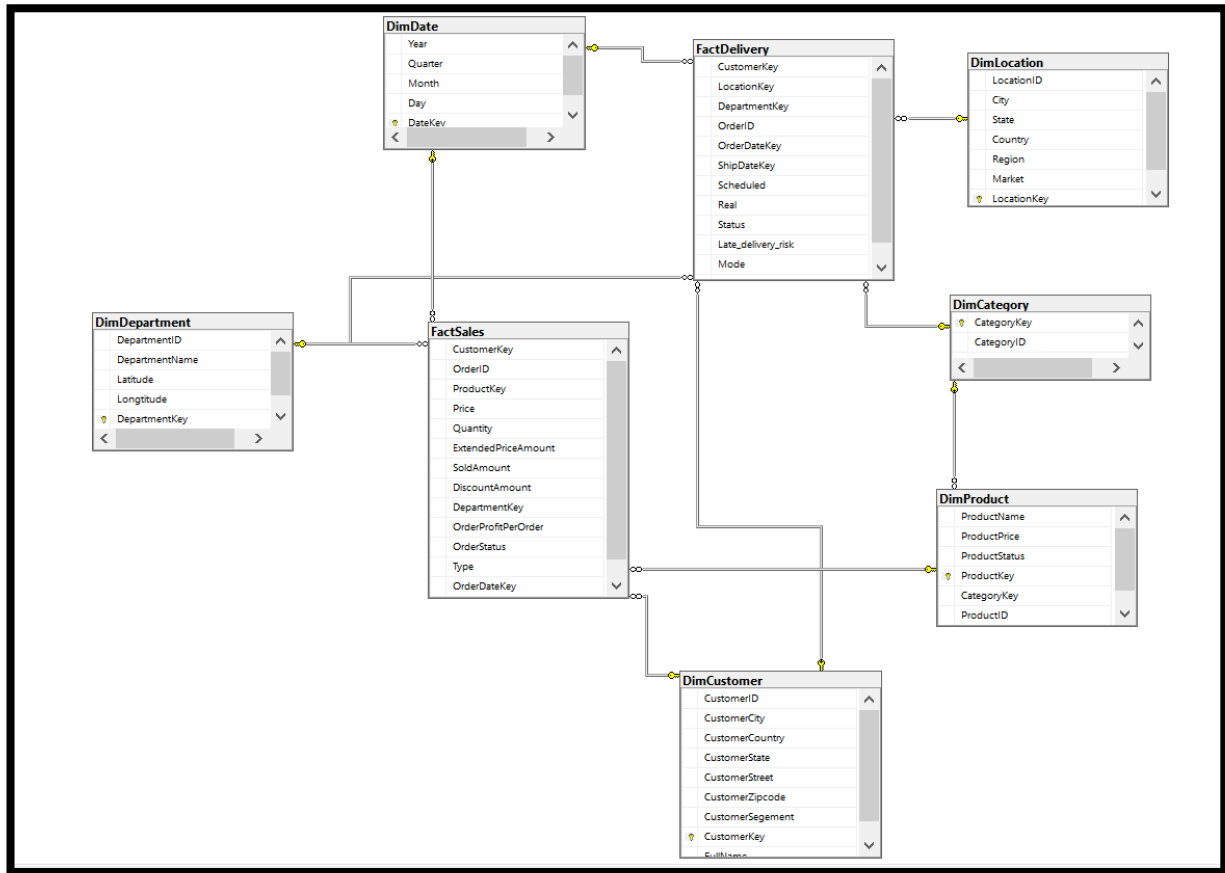 DimDate
Year
Quarter
Month
Day
DateKey
FactDelivery
CustomerKey
LocationKey
DepartmentKey
OrderID
OrderDateKey
ShipDateKey
Scheduled
Real
Status
Late_delivery_risk
Mode
DimLocation
LocationID
City
State
Country
Region
Market
LocationKey
DimDepartment
DepartmentID
DepartmentName
Latitude
Longtitude
DepartmentKey
FactSales
CustomerKey
OrderID
ProductKey
Price
Quantity
ExtendedPriceAmount
SoldAmount
DiscountAmount
DepartmentKey
OrderProfitPerOrder
OrderStatus
Type
OrderDateKey
DimCategory
CategoryKey
CategoryID
DimProduct
ProductName
ProductPrice
ProductStatus
ProductKey
CategoryKey
ProductID
DimCustomer
CustomerID
CustomerCity
CustomerCountry
CustomerState
CustomerStreet
CustomerZipcode
CustomerSegement
CustomerKey
FullName